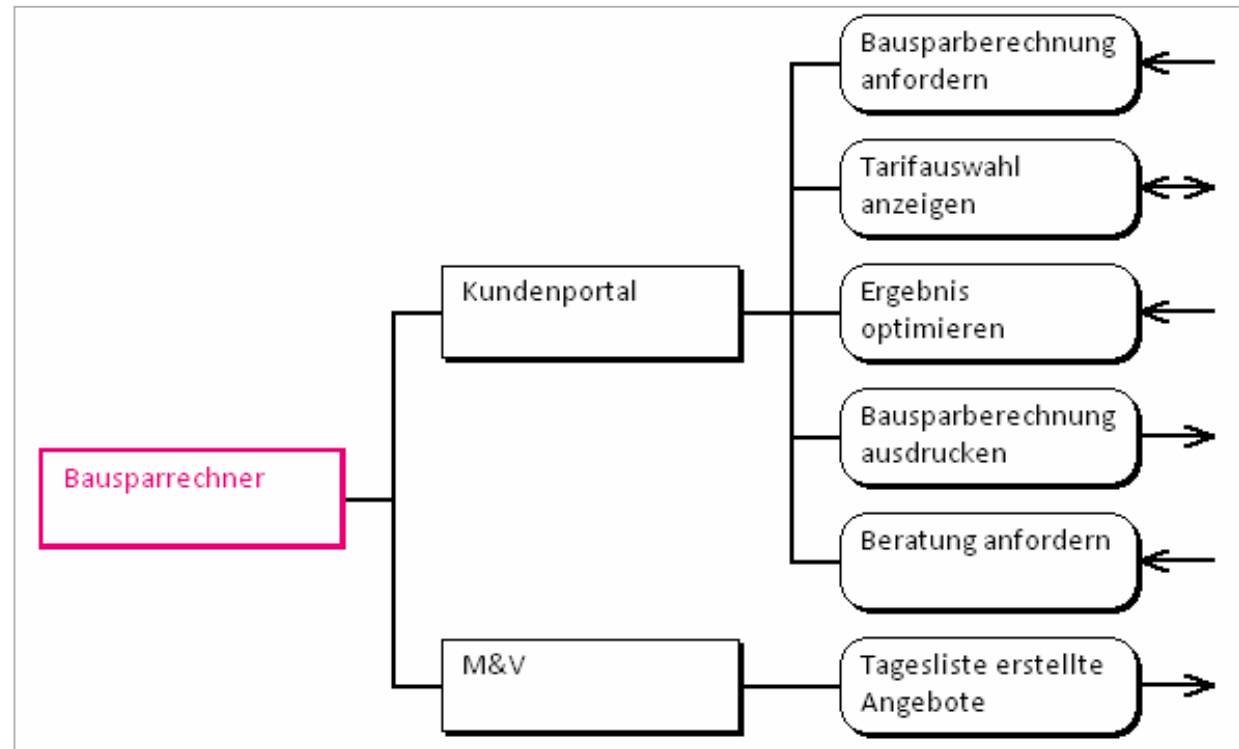 Bausparberechnung
anfordern
Tarifauswahl
anzeigen
Kundenportal
Ergebnis
optimieren
Bausparberechnung
ausdrucken
Bausparrechner
Beratung anfordern
M&V
Tagesliste erstellte
Angebote